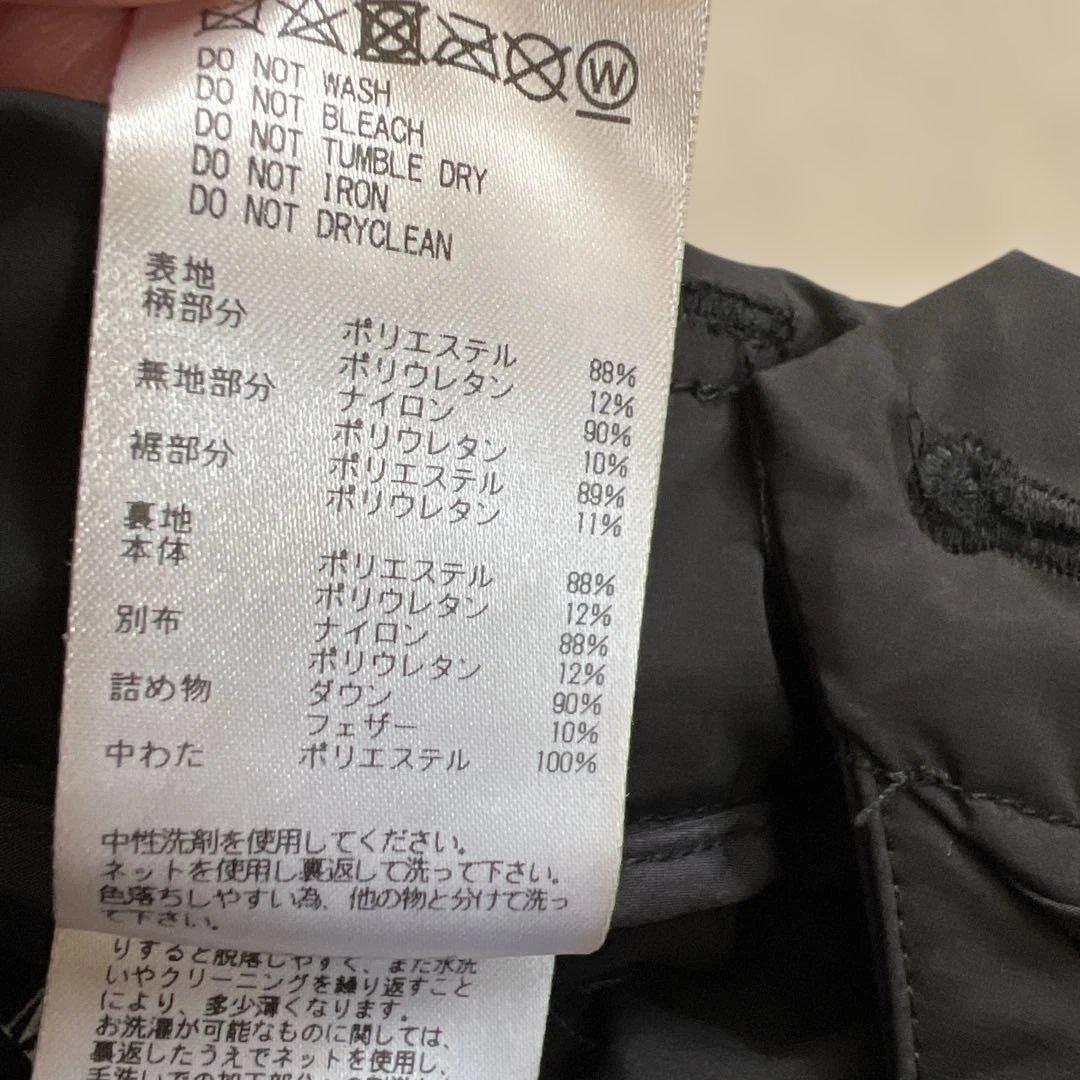 W
DO NOT WASH
DO NOT BLEACH
DO NOT TUMBLE DRY
DO NOT IRON
DO NOT DRYCLEAN
表地
柄部分 ポリエステル 88%
ポリウレタン 12%
無地部分 ナイロン 90%
ポリウレタン 10%
裾部分 ポリエステル 89%
ポリウレタン 11%
裏地
本体 ポリエステル 88%
ポリウレタン 12%
別布 ナイロン 88%
ポリウレタン 12%
詰め物 ダウン 90%
フェザー 10%
中わた ポリエステル 100%
中性洗剤を使用してください。
ネットを使用し裏返して洗って下さい。
色落ちしやすい為、他の物と分けて洗っ
て下さい。
りすると脱落しやすく、また水洗
いやクリーニングを繰り返すこと
により、多少薄くなります。
お洗濯が可能なものに関しては、
裏返したうえでネットを使用し、